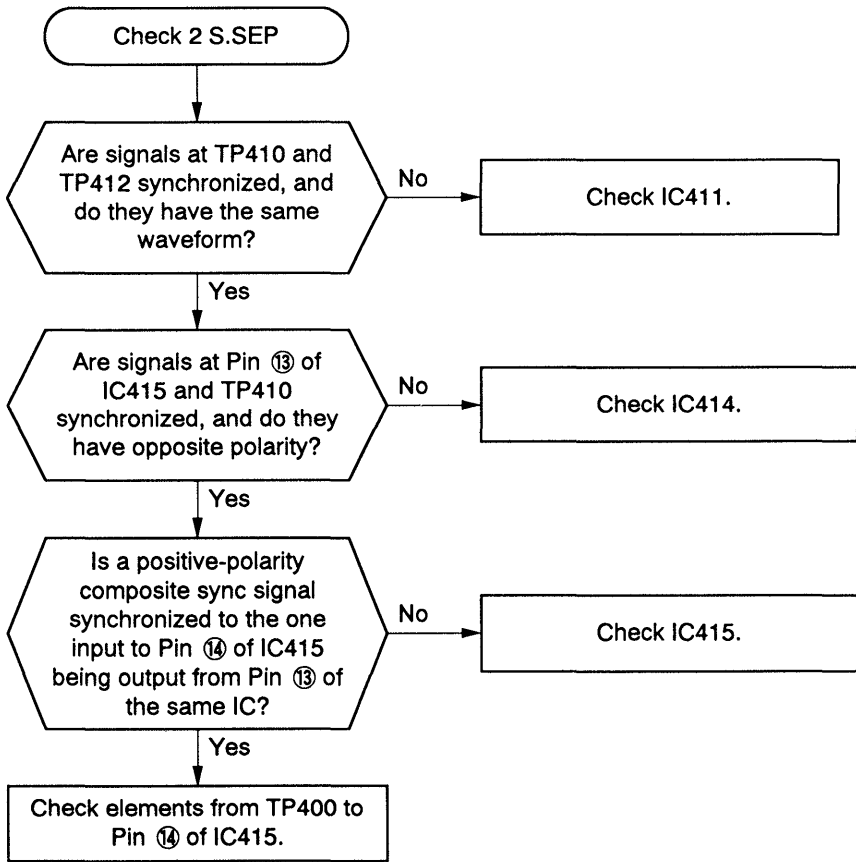 Check 2 S.SEP
Are signals at TP410 and
TP412 synchronized, and
do they have the same
waveform?
No
Check IC411.
Yes
Are signals at Pin ⑬ of
IC415 and TP410
synchronized, and do they
have opposite polarity?
No
Check IC414.
Yes
Is a positive-polarity
composite sync signal
synchronized to the one
input to Pin ⑭ of IC415
being output from Pin ⑬ of
the same IC?
No
Check IC415.
Yes
Check elements from TP400 to
Pin ⑭ of IC415.